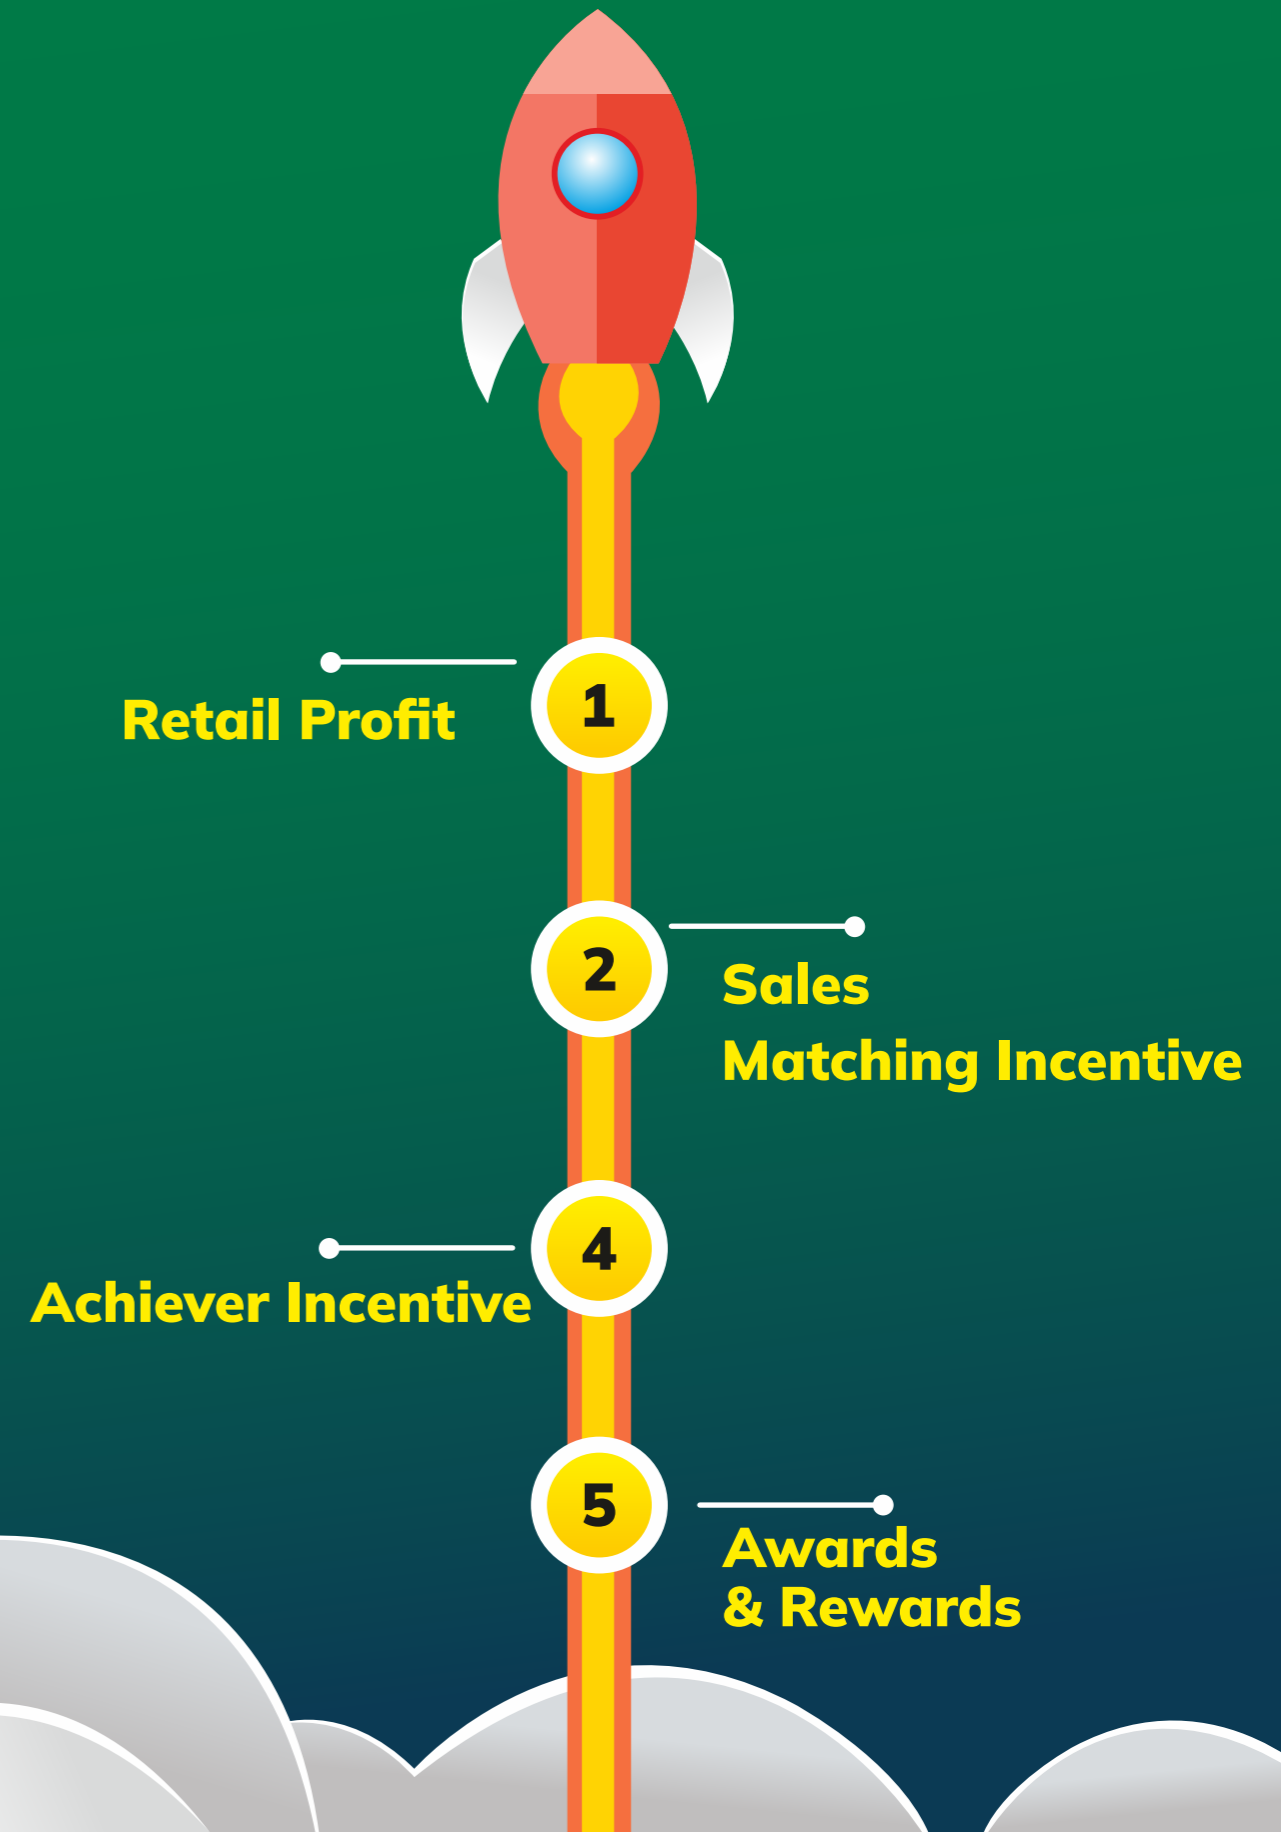 1
Retail Profit
2
Sales
Matching Incentive
4
Achiever Incentive
5
Awards
& Rewards